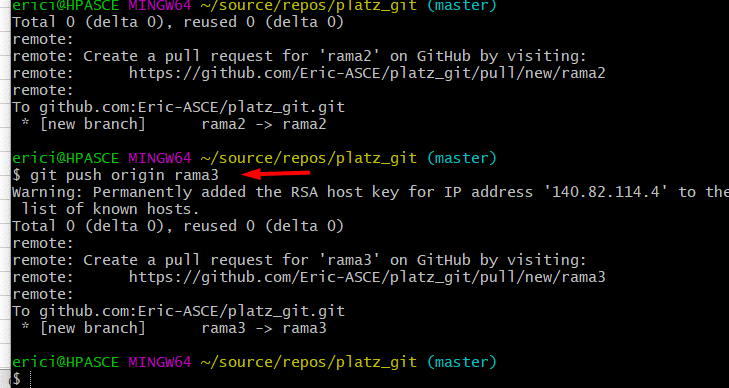 erici@HPASCE MINGW64 ~/source/repos/platz_git (master)
Total 0 (delta 0), reused 0 (delta 0)
remote:
remote: Create a pull request for 'rama2' on GitHub by visiting:
remote:      https://github.com/Eric-ASCE/platz_git/pull/new/rama2
remote:
To github.com:Eric-ASCE/platz_git.git
 * [new branch]      rama2 -> rama2
erici@HPASCE MINGW64 ~/source/repos/platz_git (master)
$ git push origin rama3
Warning: Permanently added the RSA host key for IP address '140.82.114.4' to the
 list of known hosts.
Total 0 (delta 0), reused 0 (delta 0)
remote:
remote: Create a pull request for 'rama3' on GitHub by visiting:
remote:      https://github.com/Eric-ASCE/platz_git/pull/new/rama3
remote:
To github.com:Eric-ASCE/platz_git.git
 * [new branch]      rama3 -> rama3
erici@HPASCE MINGW64 ~/source/repos/platz_git (master)
$